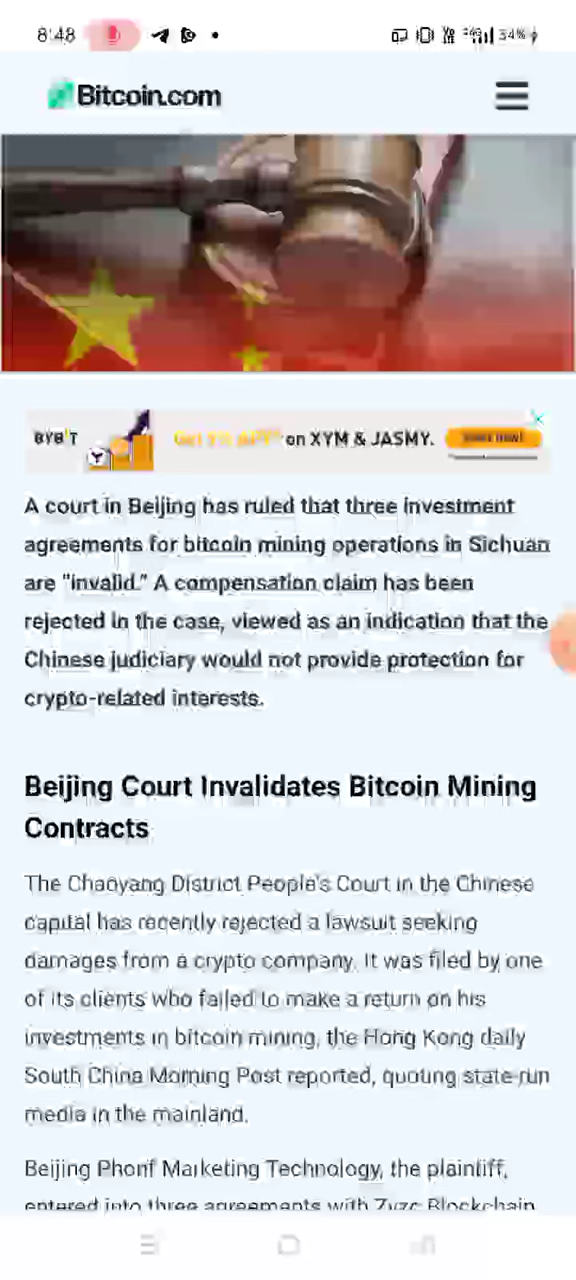 8:48
34%
Bitcoin.com
BYBIT
on XYM & JASMY.
A court in Beijing has ruled that three investment
agreements for bitcoin mining operations in Sichuan
are "invalid." A compensation claim has been
rejected in the case, viewed as an indication that the
Chinese judiciary would not provide protection for
crypto-related interests.
Beijing Court Invalidates Bitcoin Mining
Contracts
The Chaoyang District People's Court in the Chinese
capital has recently rejected a lawsuit seeking
damages from a crypto company. It was filed by one
of its clients who failed to make a return on his
investments in bitcoin mining, the Hong Kong daily
South China Morning Post reported, quoting state-run
media in the mainland.
Beijing Marketing Technology, the plaintiff,
entered into three agreements with Blockchain